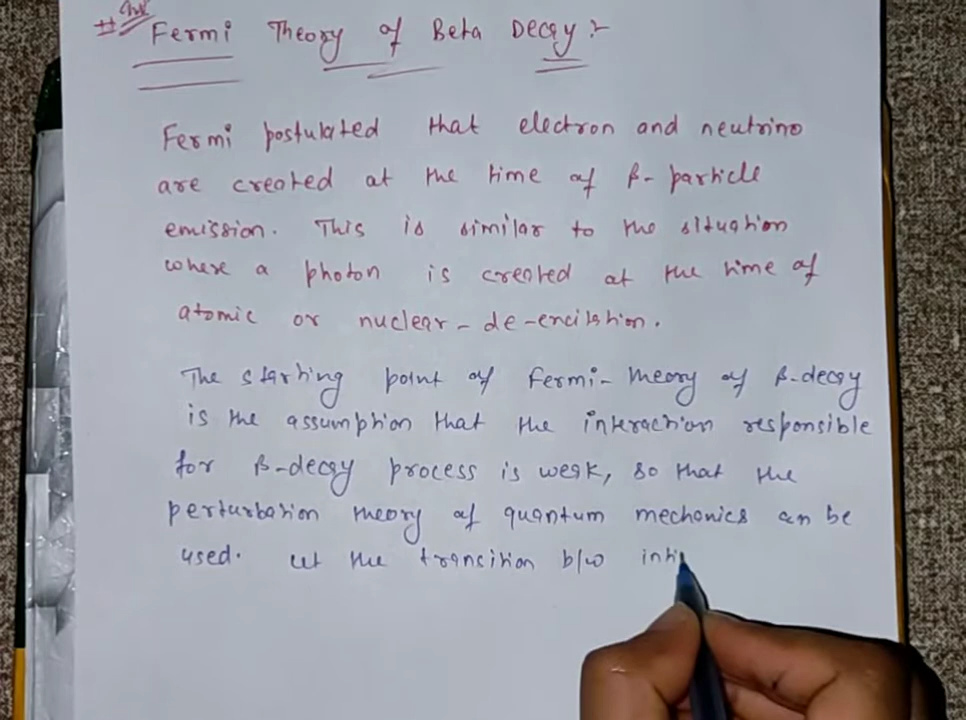 Fermi Theory of Beta Decay :-
Fermi postulated that electron and neutrino
are created at the time of β- particle
emission. This is similar to the situation
where a photon is created at the time of
atomic or nuclear-de-excitation.
The starting point of Fermi-theory of β-decay
is the assumption that the interaction responsible
for β-decay process is weak, so that the
perturbation theory of quantum mechanics can be
used. Let the transition b/w